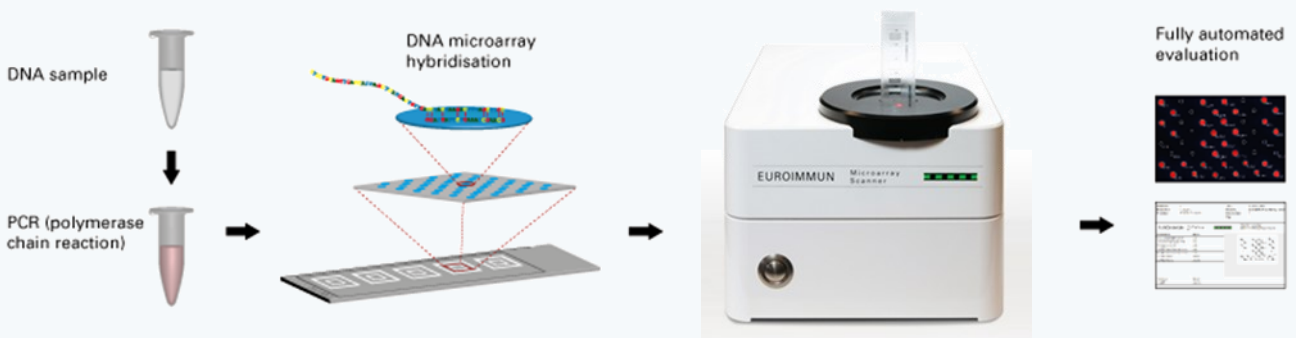 DNA sample
PCR (polymerase
chain reaction)
DNA microarray
hybridisation
EUROIMMUN
Microarray
Scanner
Fully automated
evaluation